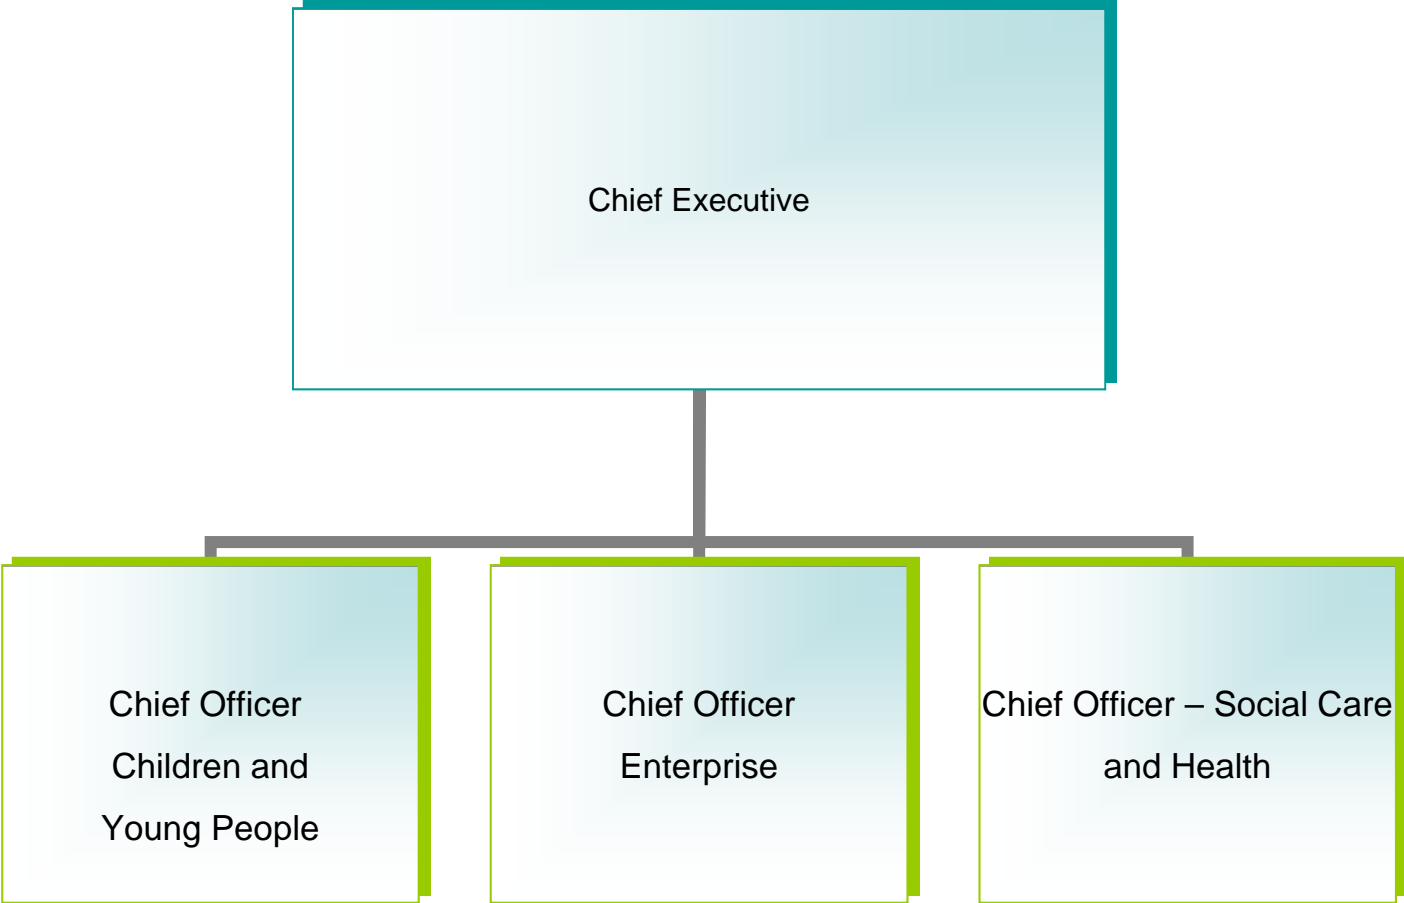 Chief Executive
Chief Officer
Children and
Young People
Chief Officer
Enterprise
Chief Officer – Social Care
and Health